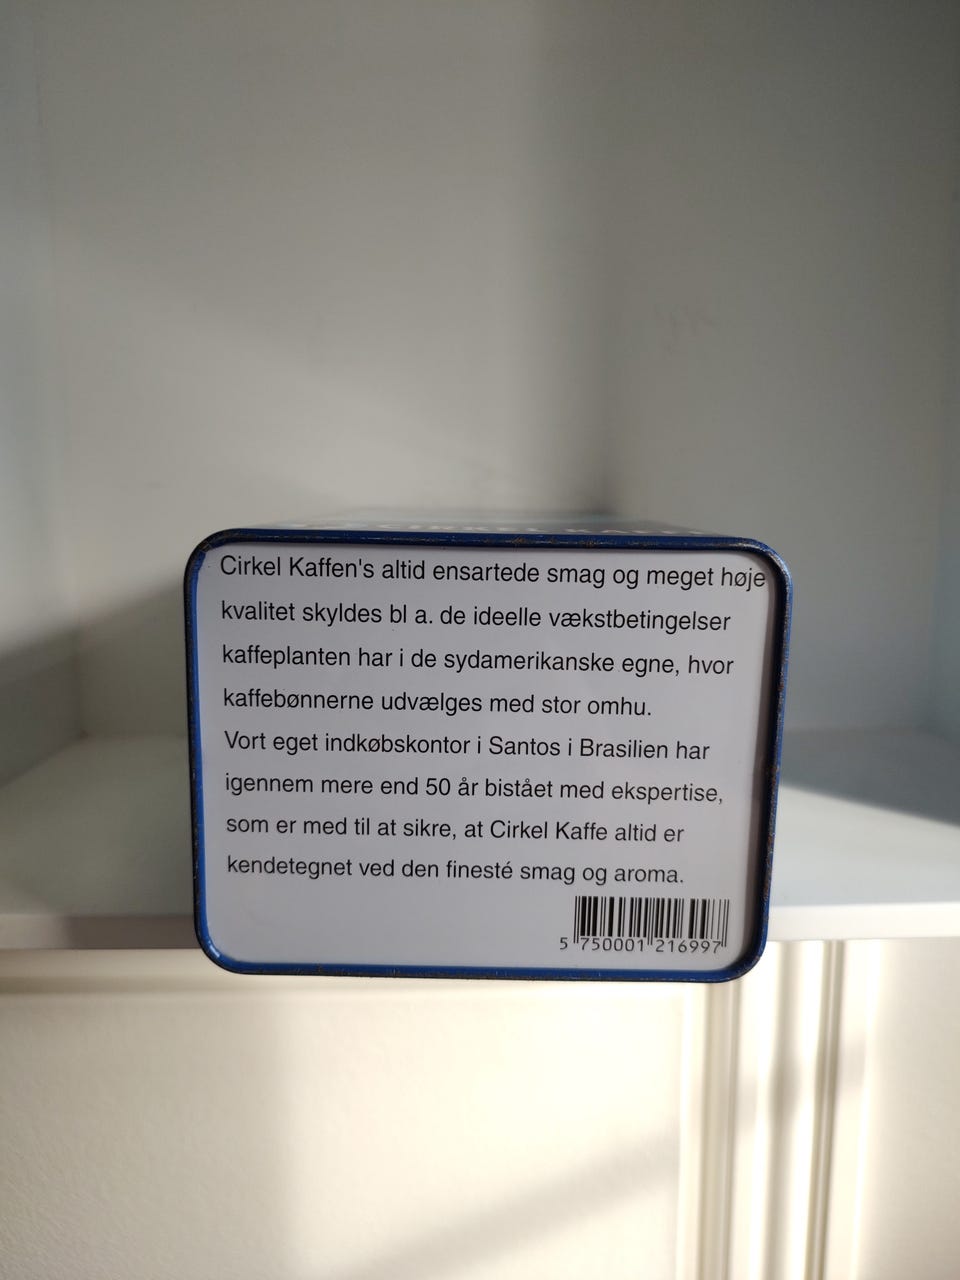 CIRKEL KAFFE
Cirkel Kaffen's altid ensartede smag og meget høje
kvalitet skyldes bl a. de ideelle vækstbetingelser
kaffeplanten har i de sydamerikanske egne, hvor
kaffebønnerne udvælges med stor omhu.
Vort eget indkøbskontor i Santos i Brasilien har
igennem mere end 50 år bistået med ekspertise,
som er med til at sikre, at Cirkel Kaffe altid er
kendetegnet ved den finesté smag og aroma.
5 750001 216997